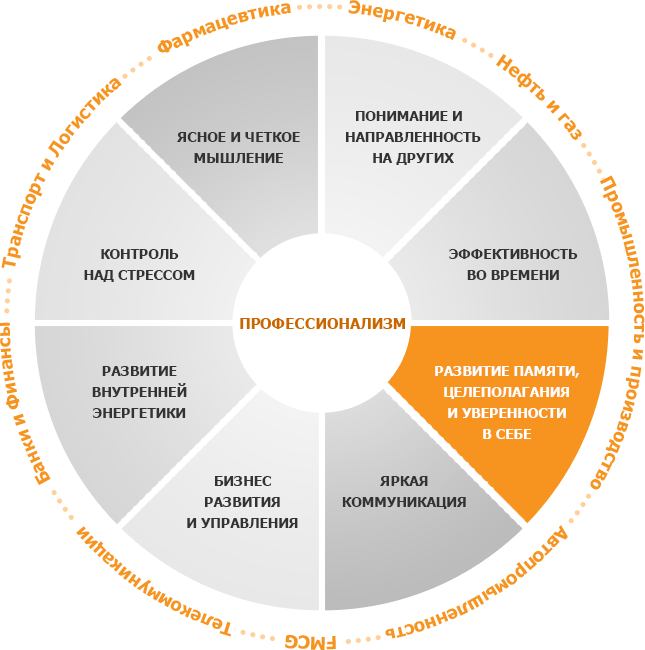 Фармацевтика
Энергетика
Нефть и газ
Промышленность и производство
Автопромышленность
FMCG
Телекоммуникации
Банки и Финансы
Транспорт и Логистика
ЯСНОЕ И ЧЕТКОЕ
МЫШЛЕНИЕ
ПОНИМАНИЕ И
НАПРАВЛЕННОСТЬ
НА ДРУГИХ
КОНТРОЛЬ
НАД СТРЕССОМ
ЭФФЕКТИВНОСТЬ
ВО ВРЕМЕНИ
ПРОФЕССИОНАЛИЗМ
РАЗВИТИЕ
ВНУТРЕННЕЙ
ЭНЕРГЕТИКИ
РАЗВИТИЕ ПАМЯТИ,
ЦЕЛЕПОЛАГАНИЯ
И УВЕРЕННОСТИ
В СЕБЕ
БИЗНЕС
РАЗВИТИЯ
И УПРАВЛЕНИЯ
ЯРКАЯ
КОММУНИКАЦИЯ